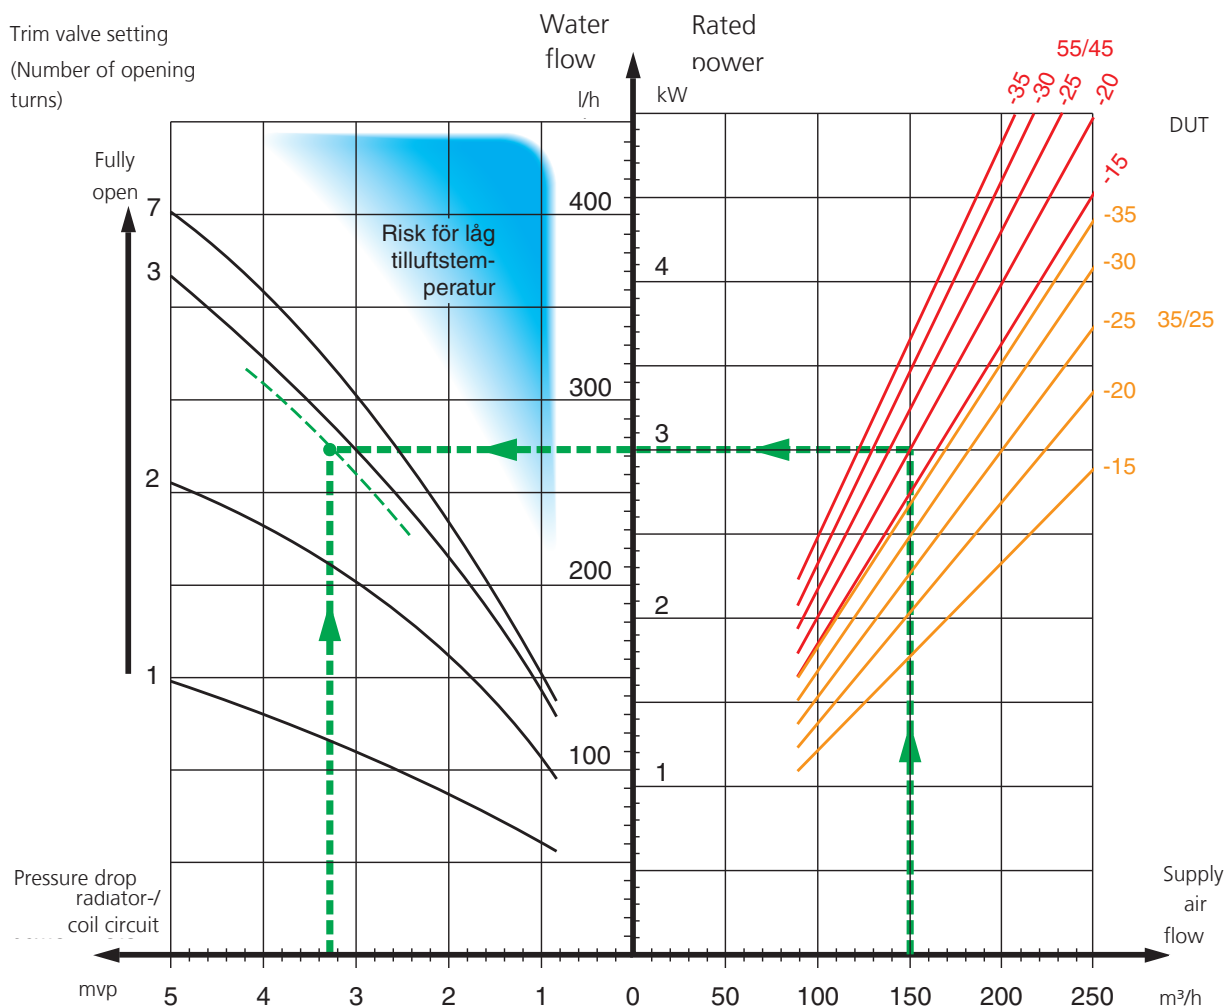 Trim valve setting
(Number of opening
turns)
Water
flow
l/h
Rated
power
kW
55/45
-35
-30
-25
-20
-15
DUT
Fully
open
7
3
2
1
Risk för låg
tilluftstem-
peratur
400
300
200
100
4
3
2
1
-35
-30
-25
35/25
-20
-15
Pressure drop
radiator-/
coil circuit
Supply
air
flow
mvp
5
4
3
2
1
0
50
100
150
200
250
m³/h